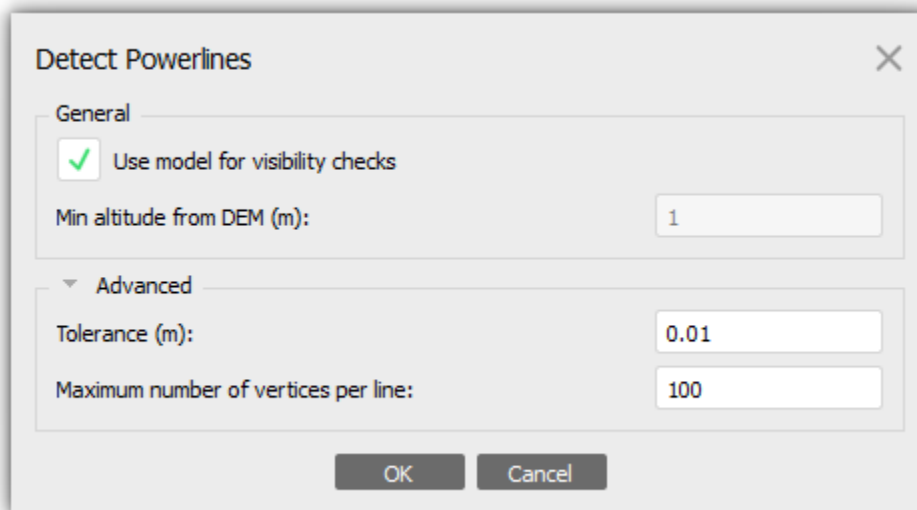 Detect Powerlines
General
Use model for visibility checks
Min altitude from DEM (m): 1
Advanced
Tolerance (m): 0.01
Maximum number of vertices per line: 100
OK Cancel